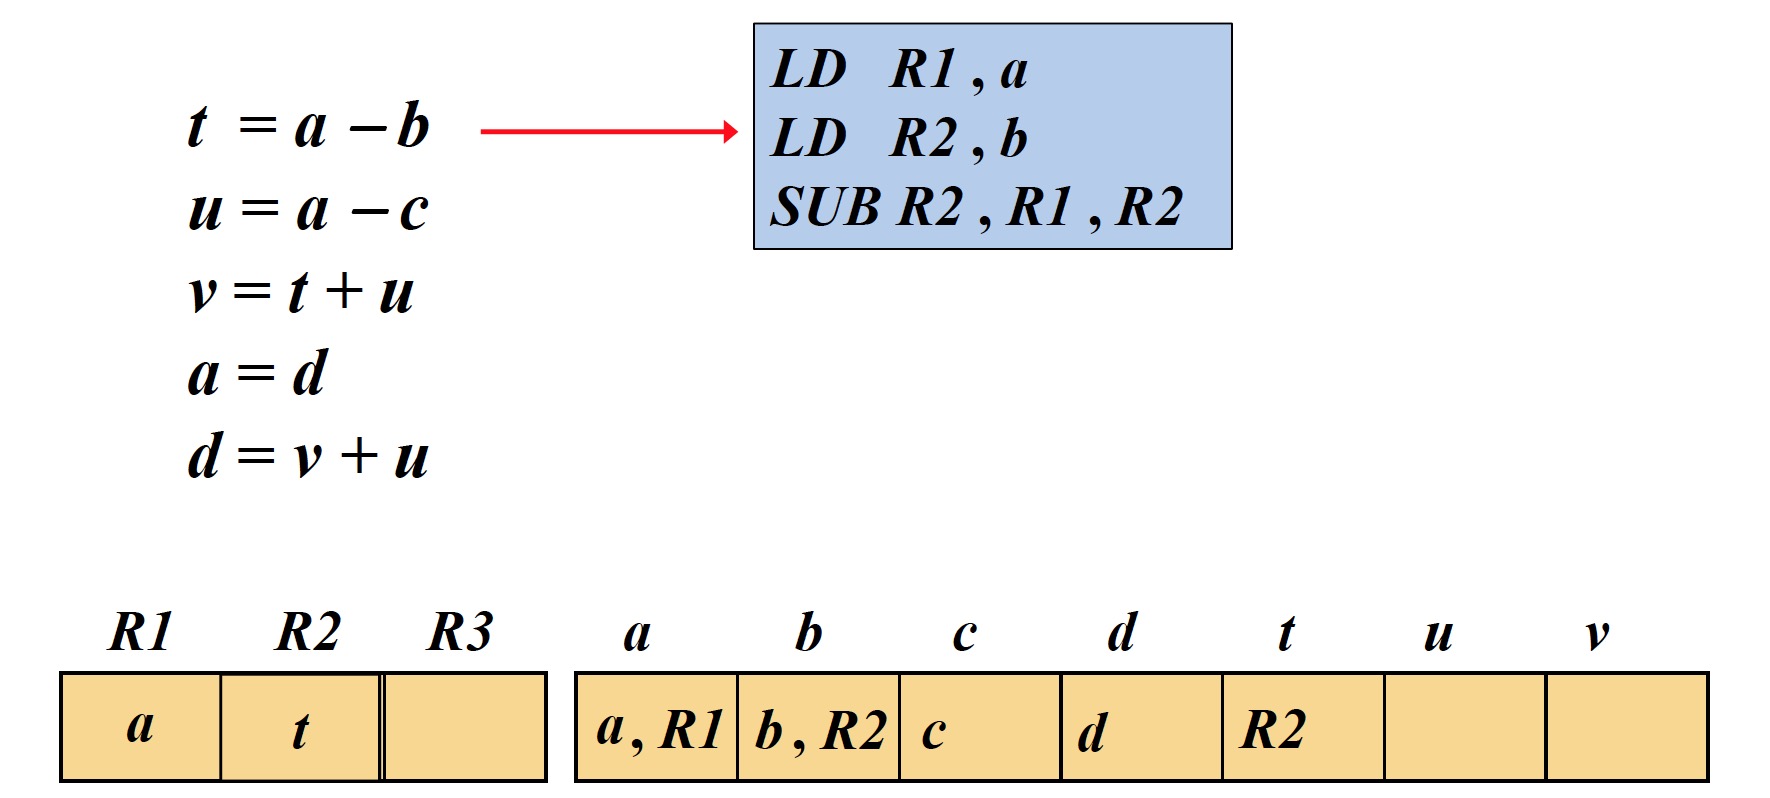 t = a – b
u = a – c
v = t + u
a = d
d = v + u
LD R1 , a
LD R2 , b
SUB R2 , R1 , R2
R1 R2 R3 a b c d t u v
a t a , R1 b , R2 c d R2